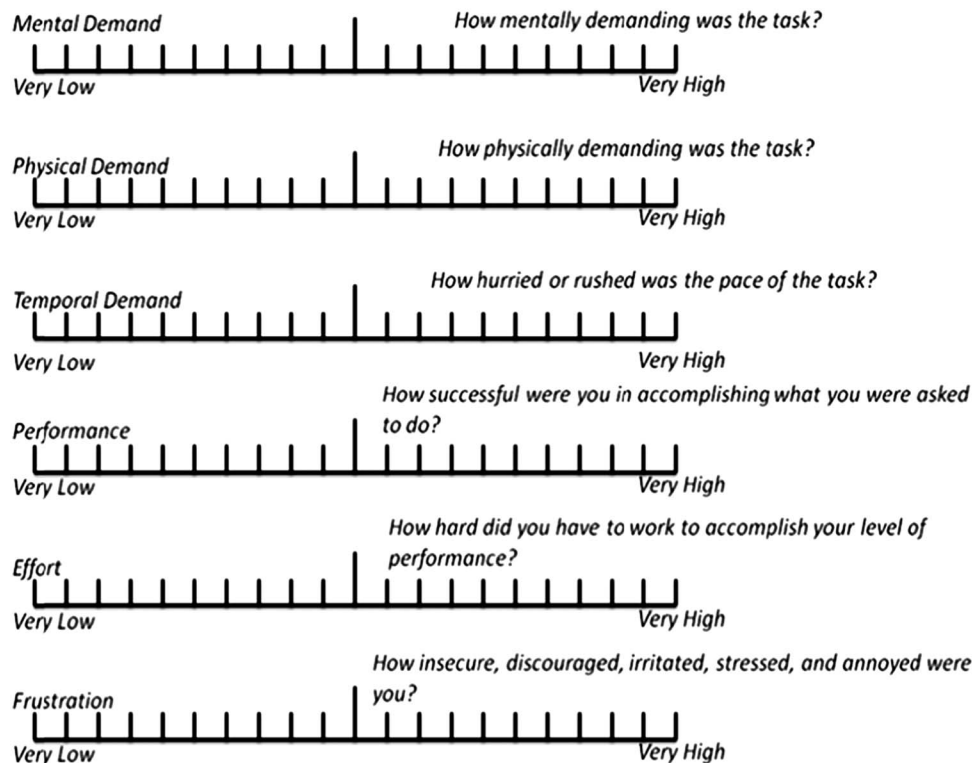 Mental Demand
How mentally demanding was the task?
Very Low
Very High
Physical Demand
How physically demanding was the task?
Very Low
Very High
Temporal Demand
How hurried or rushed was the pace of the task?
Very Low
Very High
Performance
How successful were you in accomplishing what you were asked
to do?
Very Low
Very High
Effort
How hard did you have to work to accomplish your level of
performance?
Very Low
Very High
Frustration
How insecure, discouraged, irritated, stressed, and annoyed were
you?
Very Low
Very High